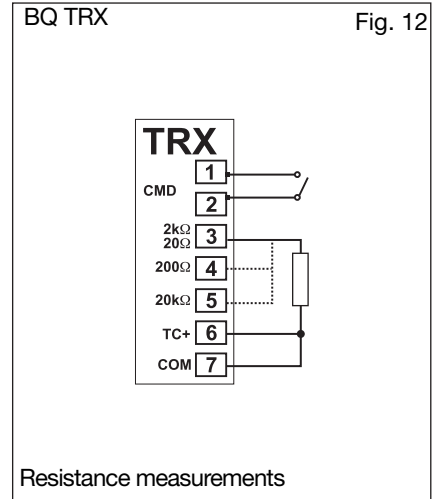 BQ TRX
Fig. 12
TRX
1
CMD
2
2kΩ
20Ω
3
200Ω 4
20kΩ 5
TC+ 6
COM 7
Resistance measurements